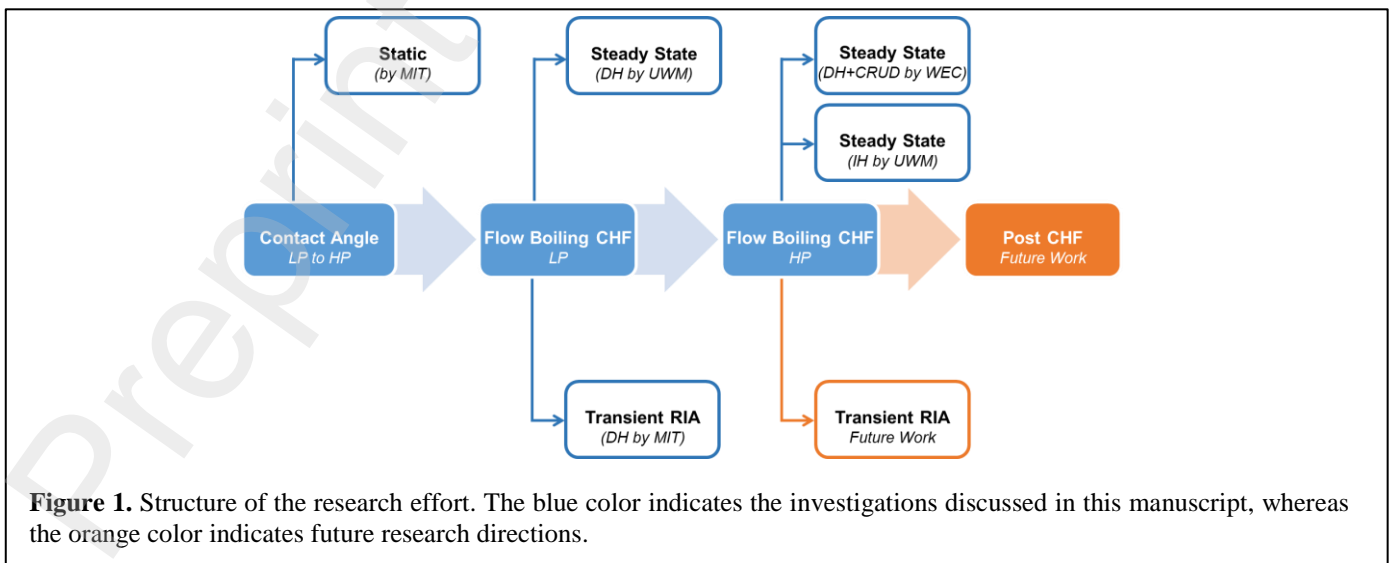 Static
(by MIT)
Steady State
(DH by UWM)
Steady State
(DH+CRUD by WEC)
Steady State
(IH by UWM)
Contact Angle
LP to HP
Flow Boiling CHF
LP
Flow Boiling CHF
HP
Post CHF
Future Work
Transient RIA
(DH by MIT)
Transient RIA
Future Work
Preprint
Figure 1. Structure of the research effort. The blue color indicates the investigations discussed in this manuscript, whereas
the orange color indicates future research directions.